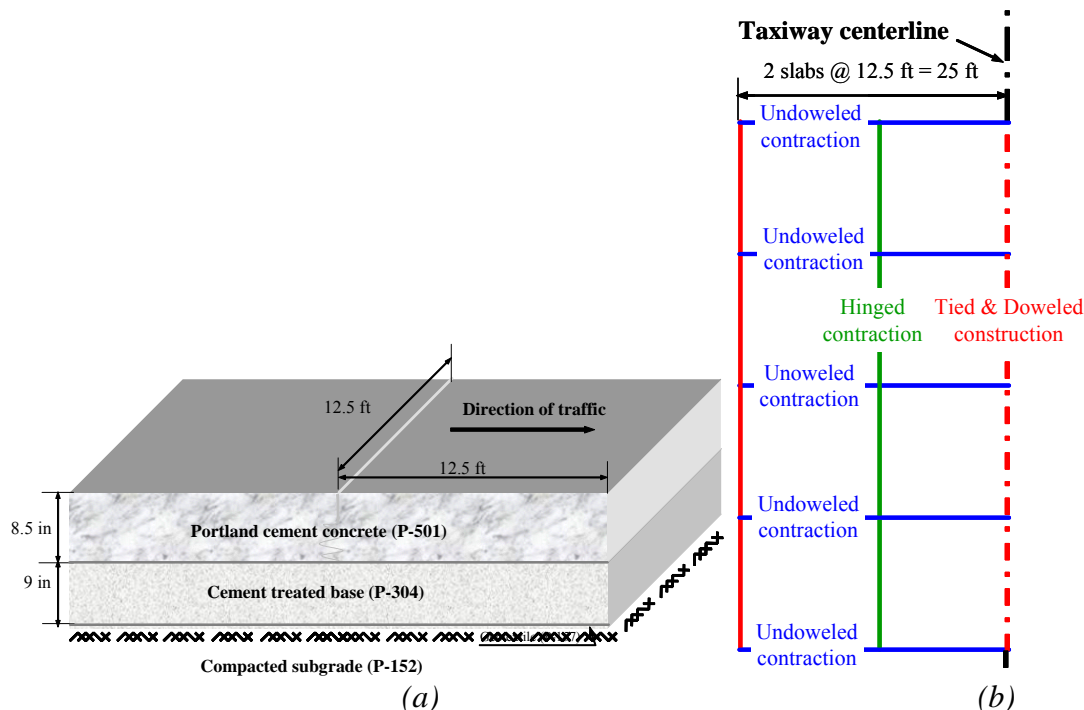 12.5 ft
Direction of traffic
12.5 ft
8.5 in
Portland cement concrete (P-501)
9 in
Cement treated base (P-304)
Compacted subgrade (P-152)
(a)
Taxiway centerline
2 slabs @ 12.5 ft = 25 ft
Undoweled
contraction
Undoweled
contraction
Hinged
contraction
Tied & Doweled
construction
Unoweled
contraction
Undoweled
contraction
Undoweled
contraction
(b)